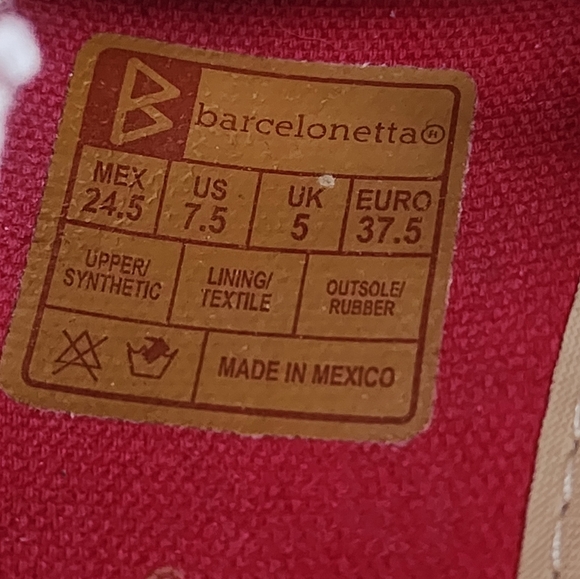 B barcelonetta®
MEX US UK EURO
24.5 7.5 5 37.5
UPPER/ LINING/ OUTSOLE/
SYNTHETIC TEXTILE RUBBER
MADE IN MEXICO